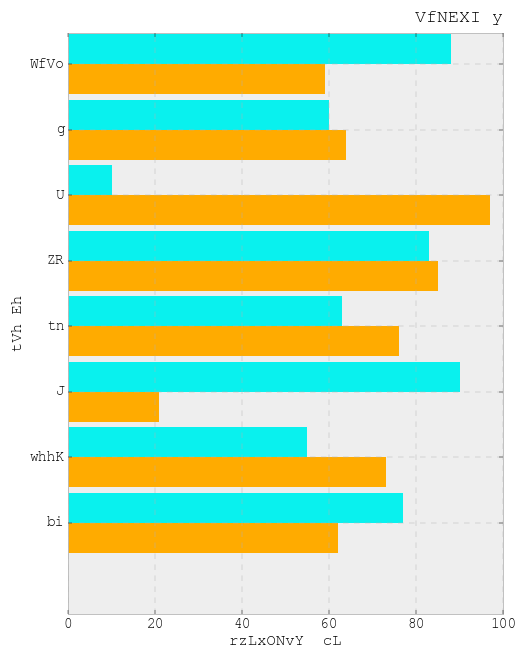 VfNEXI y
WfVo
g
U
ZR
tn
J
whhK
bi
tVh Eh
0 20 40 60 80 100
rzLxONvY  cL